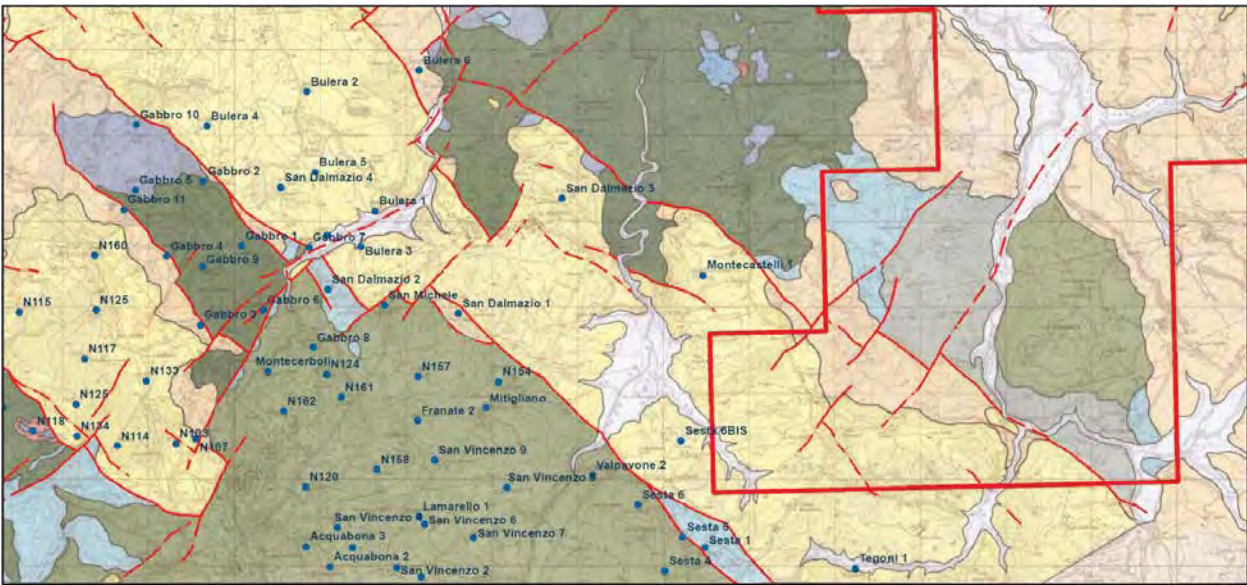 Bulera 6
Bulera 2
Gabbro 10
Bulera 4
Bulera 5
Gabbro 2
San Dalmazio 4
Gabbro 5
San Dalmazio 3
Gabbro 11
Bulera 1
Gabbro 1
Gabbro 7
Bulera 3
N160
Gabbro 4
Gabbro 9
Montecastelli 1
San Dalmazio 2
San Michele
San Dalmazio 1
N115
N125
Gabbro 6
Gabbro 3
Gabbro 8
N117
Montecerboli
N124
N157
N133
N154
N161
N125
N162
Mitigliano
Franate 2
N118
N134
N114
N103
N107
Sesta 6BIS
San Vincenzo 9
N158
Valpavone 2
N120
San Vincenzo 8
Sesta 6
Lamarello 1
San Vincenzo
San Vincenzo 6
San Vincenzo 7
Sesta 5
Sesta 1
Acquabona 3
Acquabona 2
San Vincenzo 2
Sesta 4
Tegoni 1